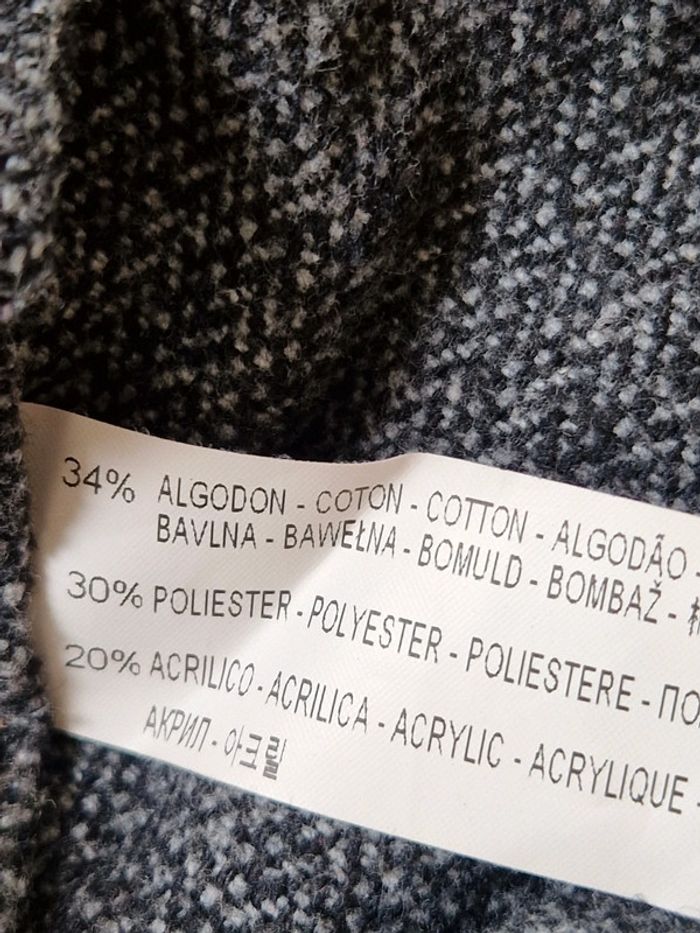 34% ALGODON - COTON - COTTON - ALGODÃO -
BAVLNA - BAWEŁNA - BOMULD - BOMBAŽ -
30% POLIESTER - POLYESTER - POLIESTERE - ПО
20% ACRILICO - ACRILICA - ACRYLIC - ACRYLIQUE
АКРИЛ - 아크릴